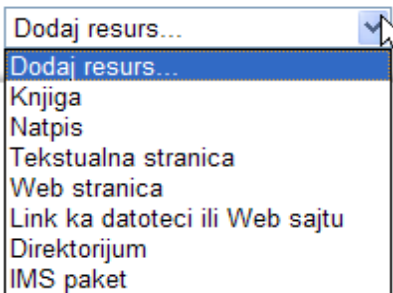 Dodaj resurs...
Dodaj resurs...
Knjiga
Natpis
Tekstualna stranica
Web stranica
Link ka datoteci ili Web sajtu
Direktorijum
IMS paket